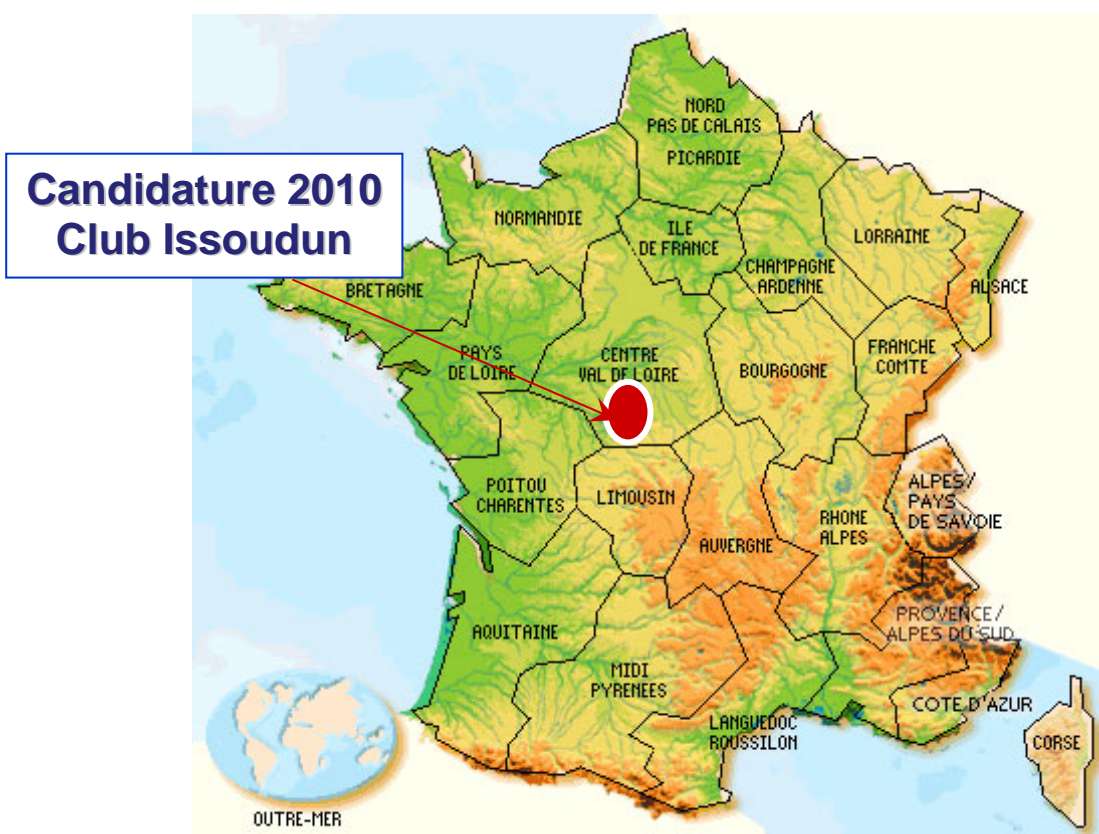 Candidature 2010
Club Issoudun
NORD
PAS DE CALAIS
PICARDIE
NORMANDIE
ILE
DE FRANCE
LORRAINE
CHAMPAGNE
ARDENNE
ALSACE
BRETAGNE
PAYS
DE LOIRE
CENTRE
VAL DE LOIRE
BOURGOGNE
FRANCHE
COMTE
POITOU
CHARENTES
LIMOUSIN
AUVERGNE
RHONE
ALPES
ALPES/
PAYS
DE SAVOIE
AQUITAINE
MIDI
PYRENEES
PROVENCE/
ALPES DU SUD
COTE D'AZUR
LANGUEDOC
ROUSSILON
CORSE
OUTRE-MER